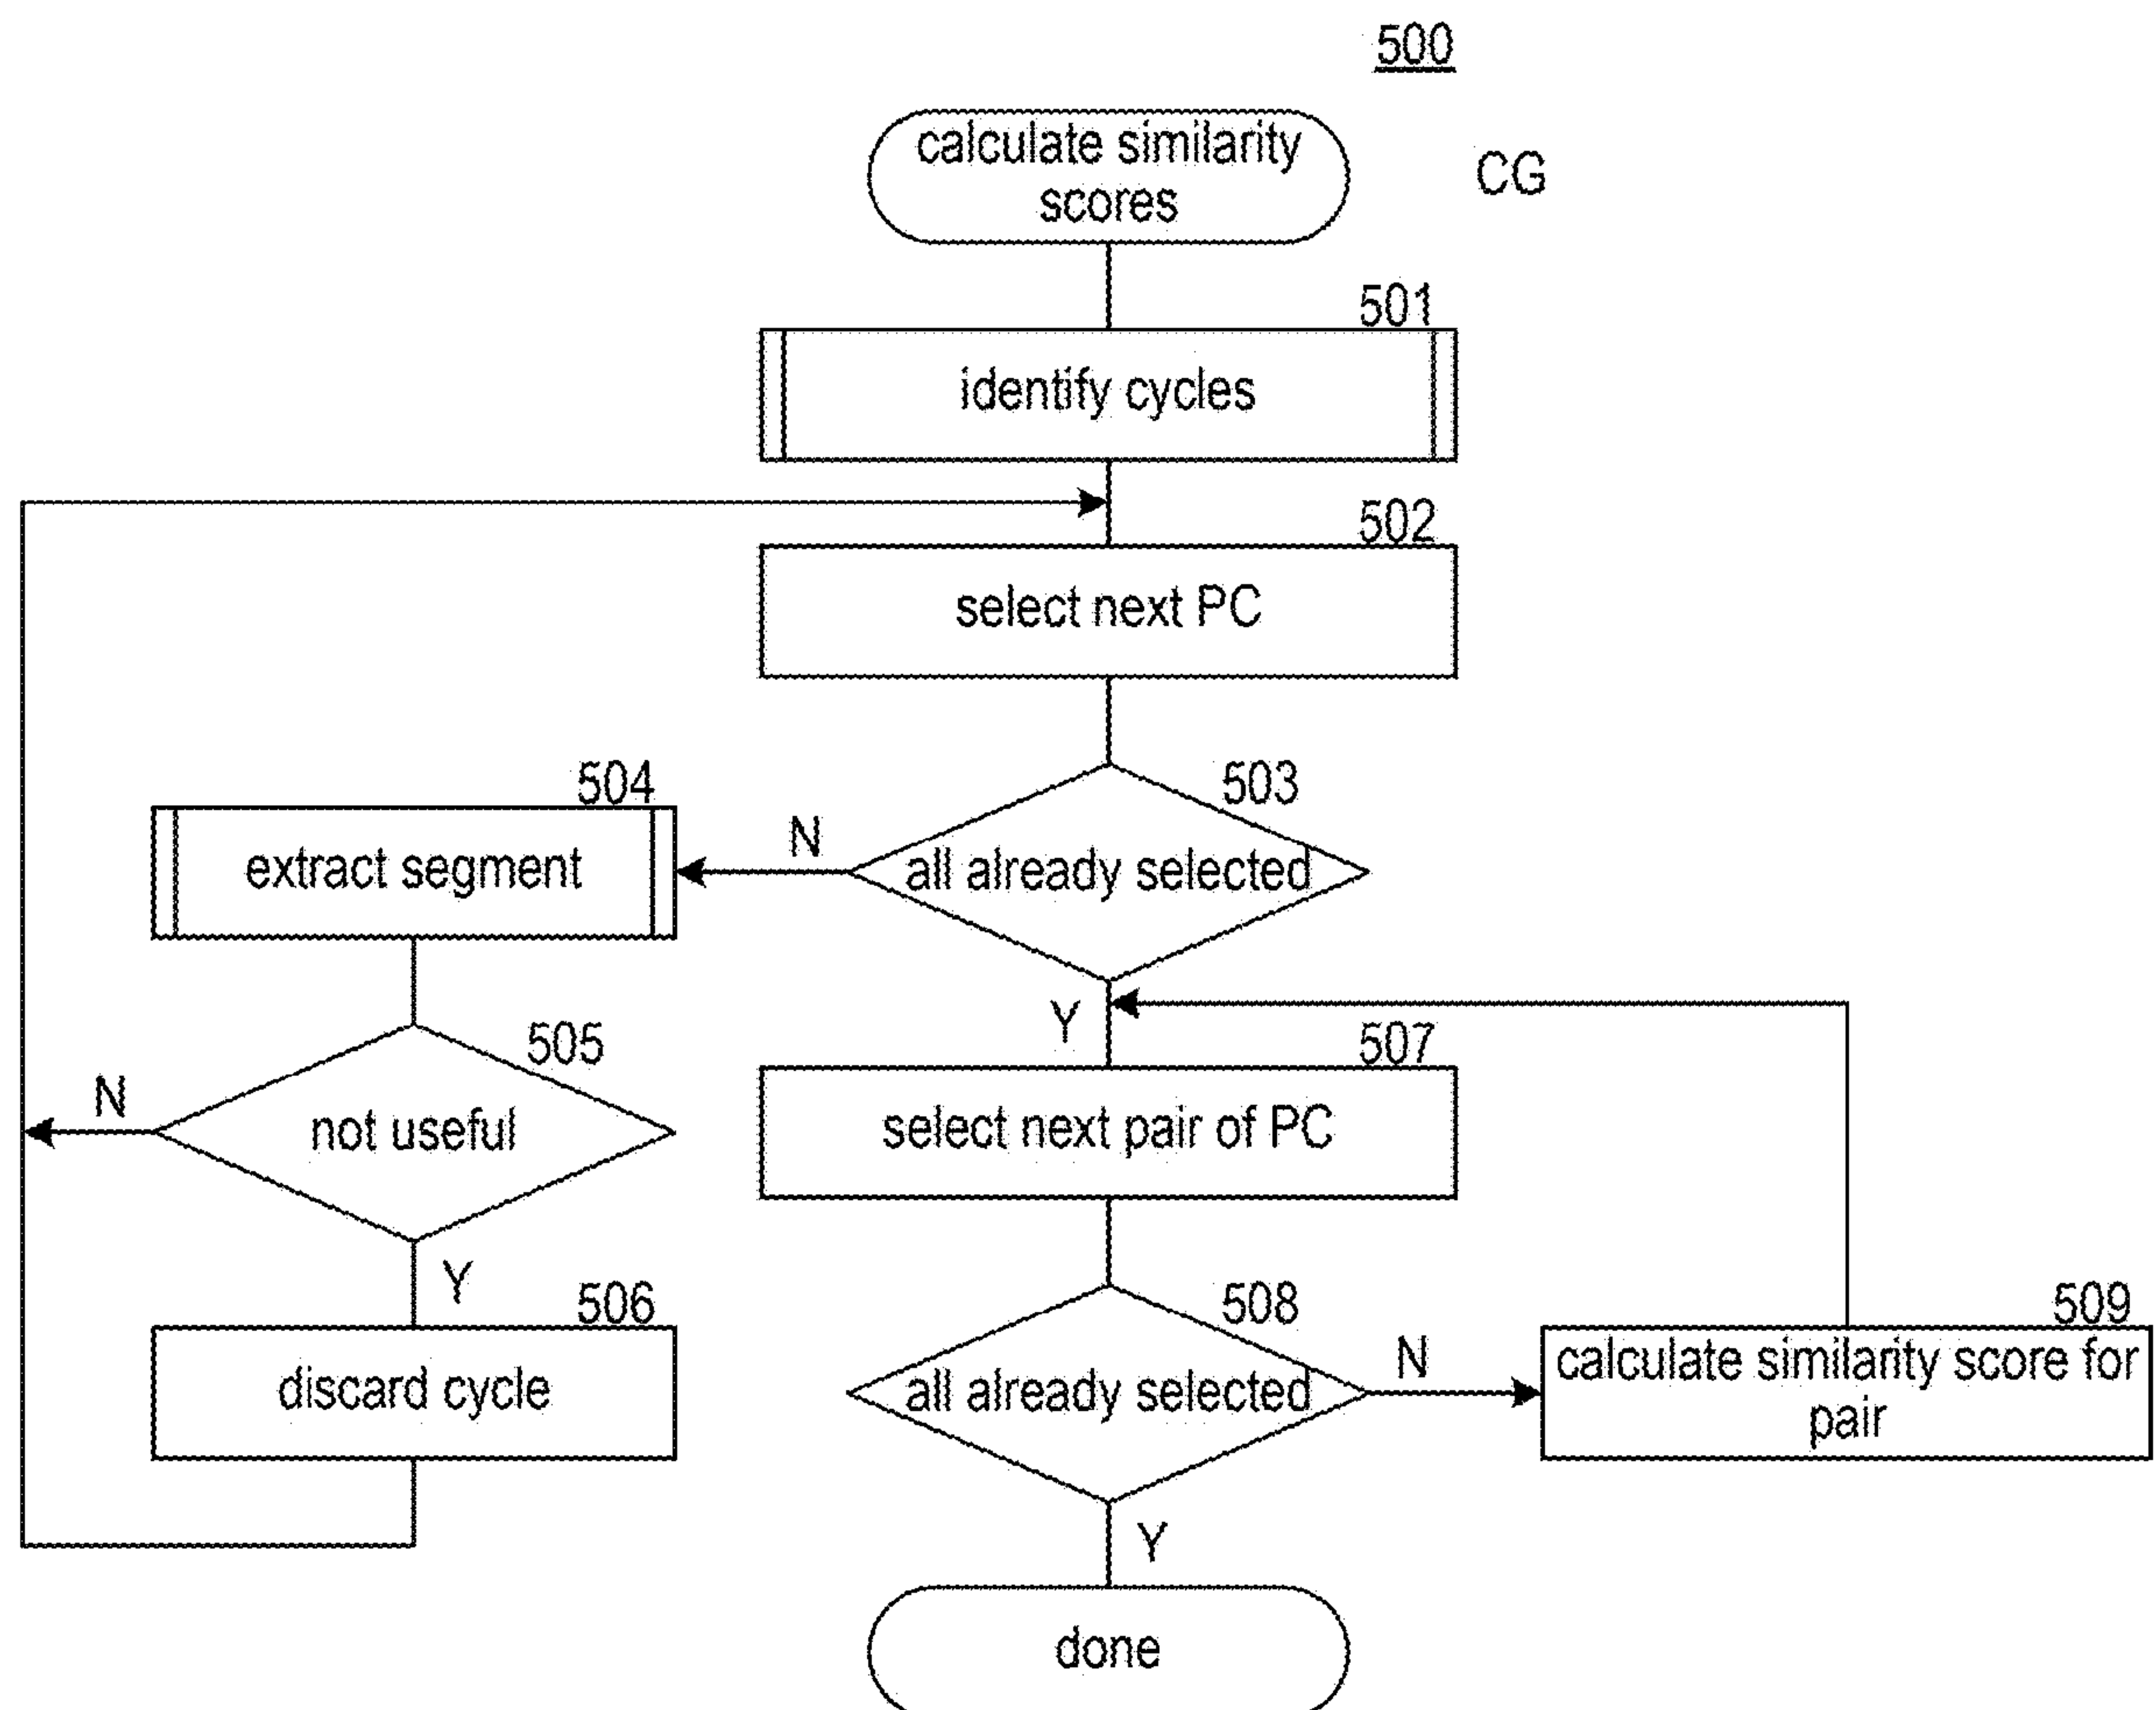 500
calculate similarity
scores
CG
501
identify cycles
502
select next PC
503
all already selected
N
504
extract segment
Y
505
not useful
N
Y
506
discard cycle
507
select next pair of PC
508
all already selected
N
509
calculate similarity score for
pair
Y
done